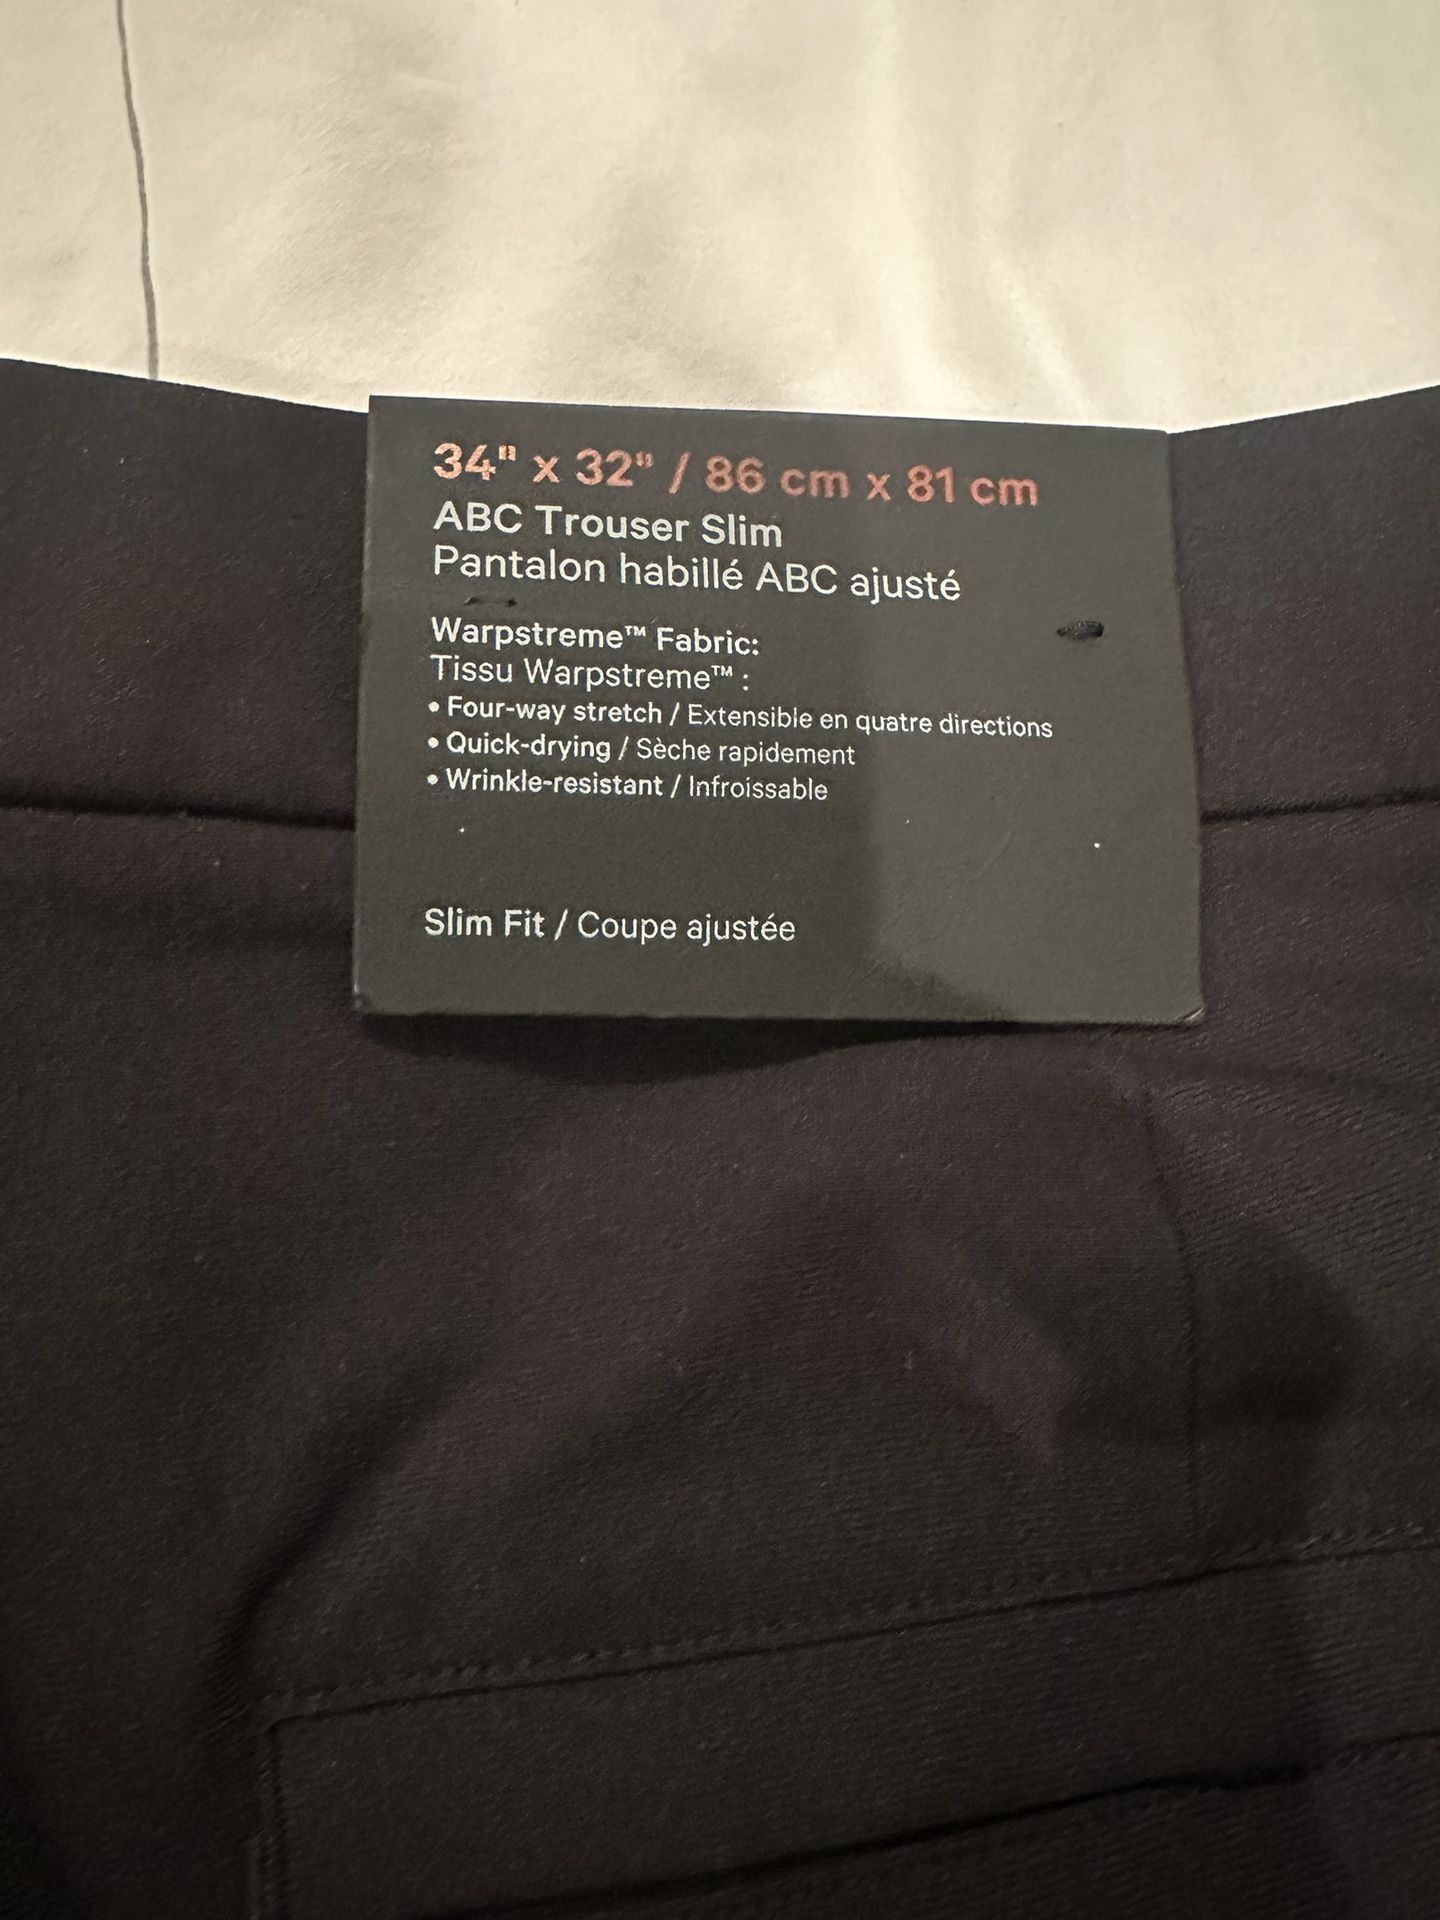 34" x 32" / 86 cm x 81 cm
ABC Trouser Slim
Pantalon habillé ABC ajusté
Warpstreme™ Fabric:
Tissu Warpstreme™ :
• Four-way stretch / Extensible en quatre directions
• Quick-drying / Sèche rapidement
• Wrinkle-resistant / Infroissable
Slim Fit / Coupe ajustée